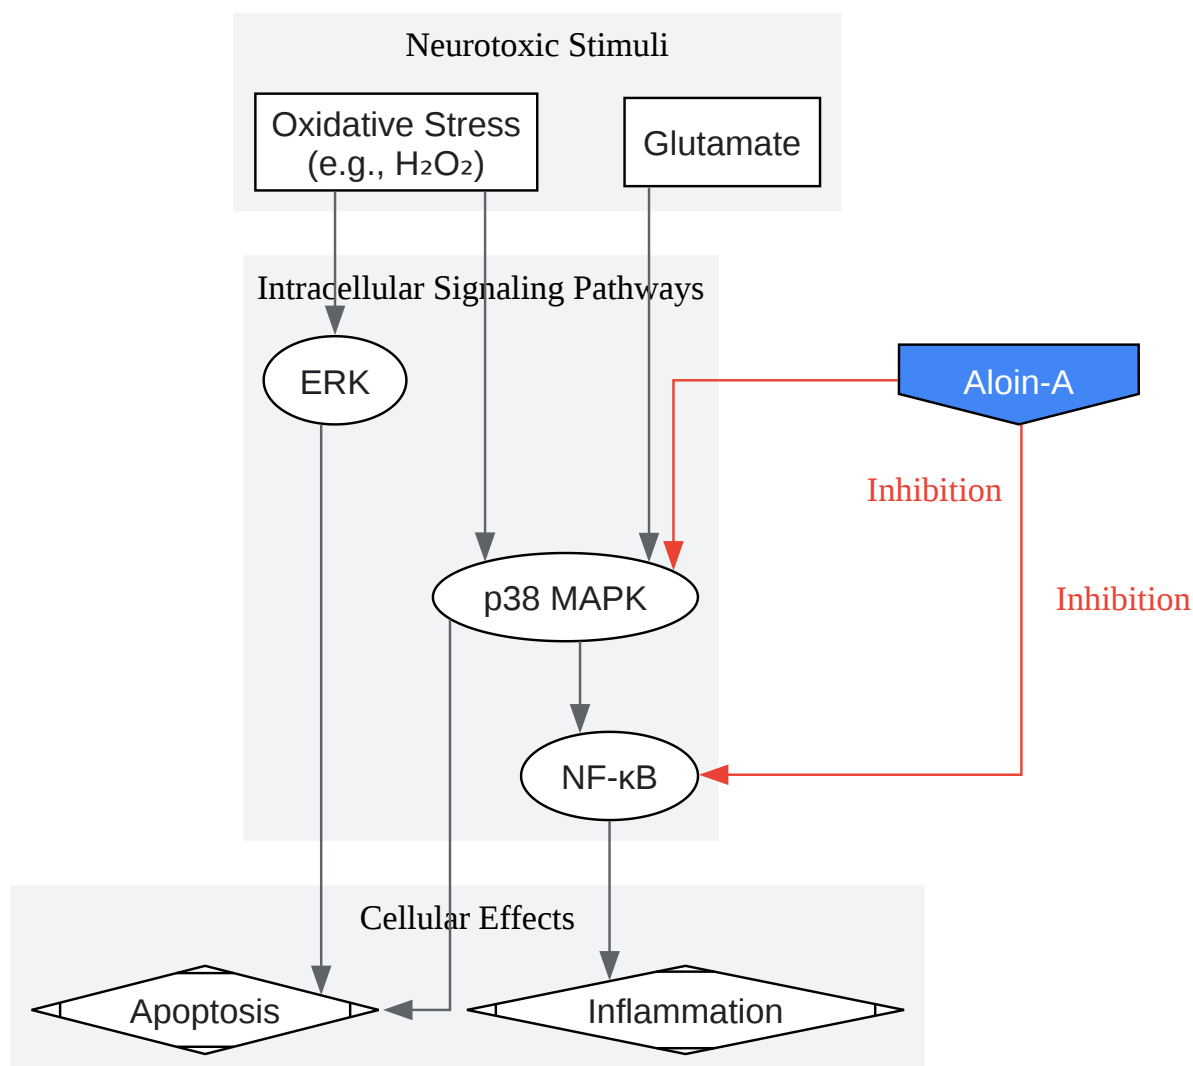 Neurotoxic Stimuli
Oxidative Stress
(e.g., H₂O₂)
Glutamate
Intracellular Signaling Pathways
ERK
Aloin-A
Inhibition
p38 MAPK
Inhibition
NF-κB
Cellular Effects
Apoptosis
Inflammation